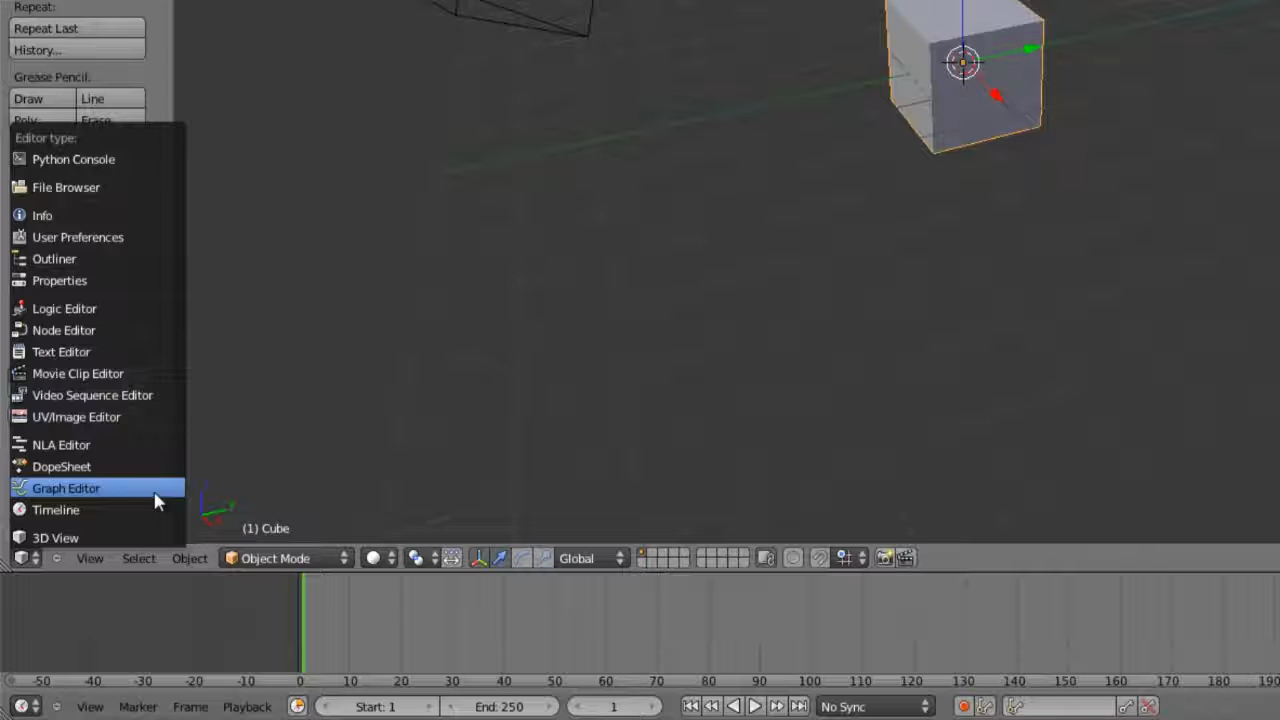 Repeat:
Repeat Last
History...
Grease Pencil:
Draw Line
Poly Erase
Editor type:
Python Console
File Browser
Info
User Preferences
Outliner
Properties
Logic Editor
Node Editor
Text Editor
Movie Clip Editor
Video Sequence Editor
UV/Image Editor
NLA Editor
DopeSheet
Graph Editor
Timeline
3D View
(1) Cube
View Select Object Object Mode Global
-50 -40 -30 -20 -10 0 10 20 30 40 50 60 70 80 90 100 110 120 130 140 150 160 170 180 190
View Marker Frame Playback Start: 1 End: 250 1 No Sync